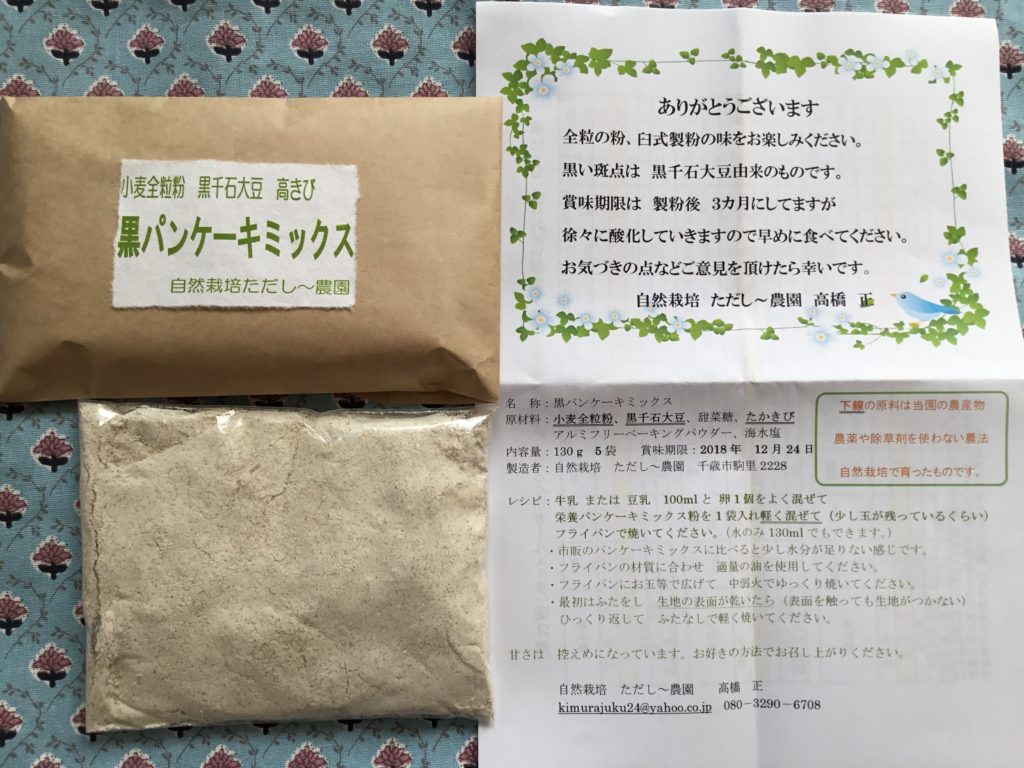 小麦全粒粉 黒千石大豆 高きび
黒パンケーキミックス
自然栽培ただし～農園
ありがとうございます
全粒の粉、臼式製粉の味をお楽しみください。
黒い斑点は 黒千石大豆由来のものです。
賞味期限は 製粉後 3カ月にしてますが
徐々に酸化していきますので早めに食べてください。
お気づきの点などご意見を頂けたら幸いです。
自然栽培 ただし～農園 高橋 正
名 称：黒パンケーキミックス
原材料：小麦全粒粉、黒千石大豆、甜菜糖、たかきび
アルミフリーベーキングパウダー、海水塩
内容量：130g 5袋 賞味期限：2018年 12月24日
製造者：自然栽培 ただし～農園 千歳市駒里2228
下線の原料は当園の農産物
農薬や除草剤を使わない農法
自然栽培で育ったものです。
レシピ：牛乳 または 豆乳 100mlと 卵1個をよく混ぜて
栄養パンケーキミックス粉を1袋入れ軽く混ぜて（少し玉が残っているくらい）
フライパンで焼いてください。（水のみ130mlでもできます。）
・市販のパンケーキミックスに比べると少し水分が足りない感じです。
・フライパンの材質に合わせ 適量の油を使用してください。
・フライパンにお玉等で広げて 中弱火でゆっくり焼いてください。
・最初はふたをし 生地の表面が乾いたら（表面を触っても生地がつかない）
ひっくり返して ふたなしで軽く焼いてください。
甘さは 控えめになっています。お好きの方法でお召し上がりください。
自然栽培 ただし～農園 高橋 正
kimurajuku24@yahoo.co.jp 080-3290-6708